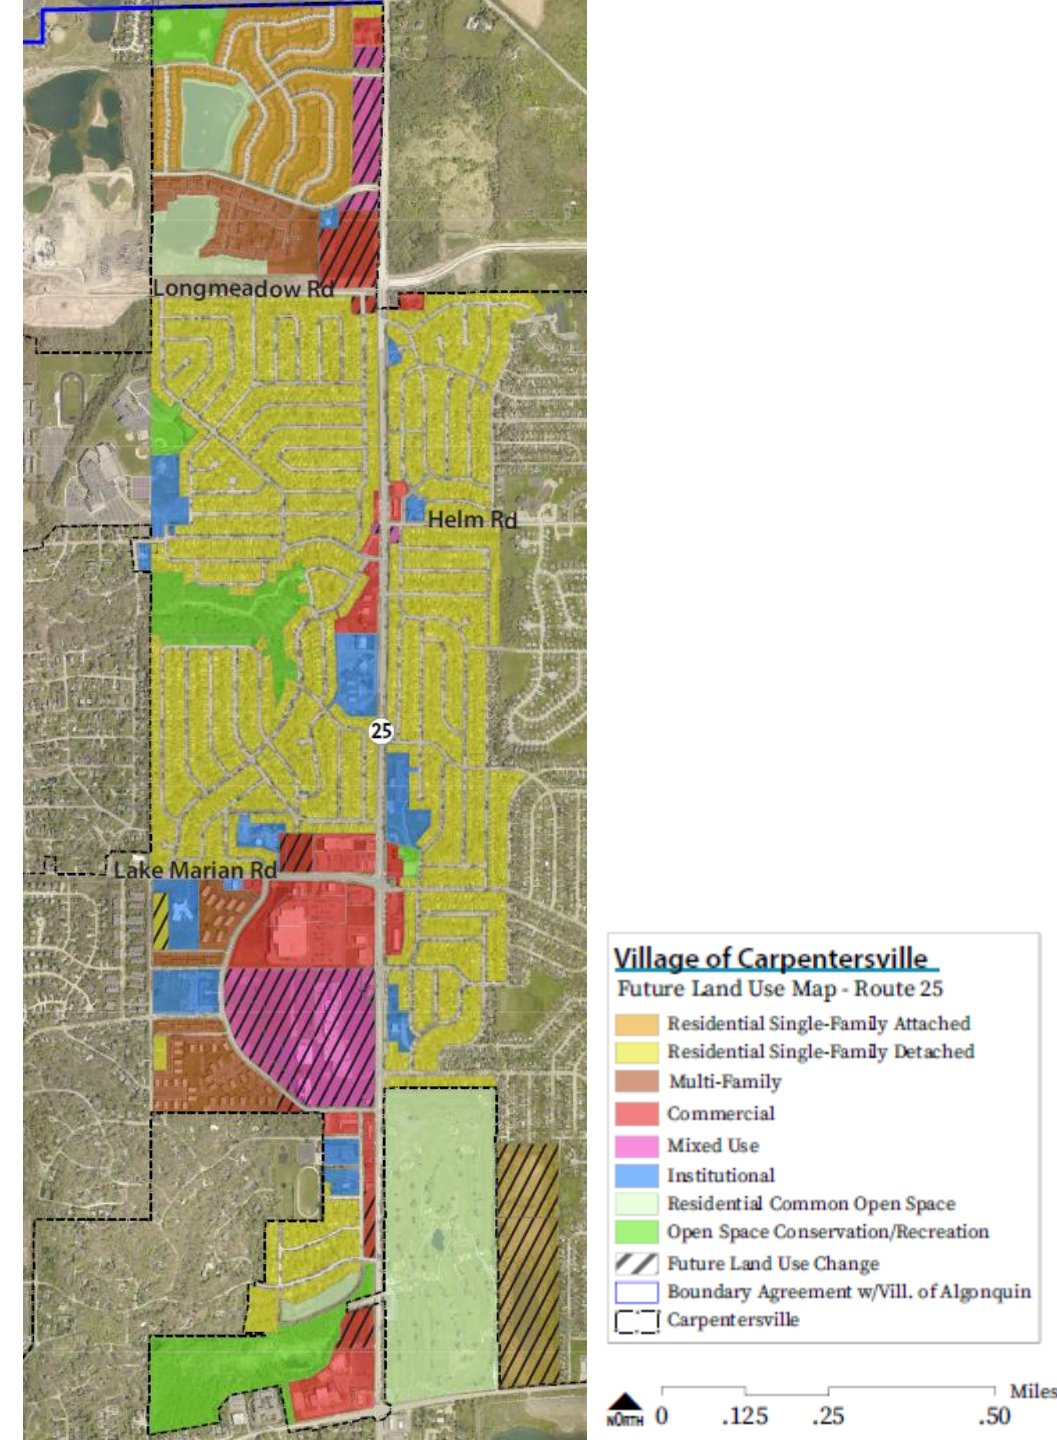 Longmeadow Rd
Helm Rd
25
Lake Marian Rd
Village of Carpentersville
Future Land Use Map - Route 25
Residential Single-Family Attached
Residential Single-Family Detached
Multi-Family
Commercial
Mixed Use
Institutional
Residential Common Open Space
Open Space Conservation/Recreation
Future Land Use Change
Boundary Agreement w/Vill. of Algonquin
Carpentersville
Miles
NORTH 0 .125 .25 .50